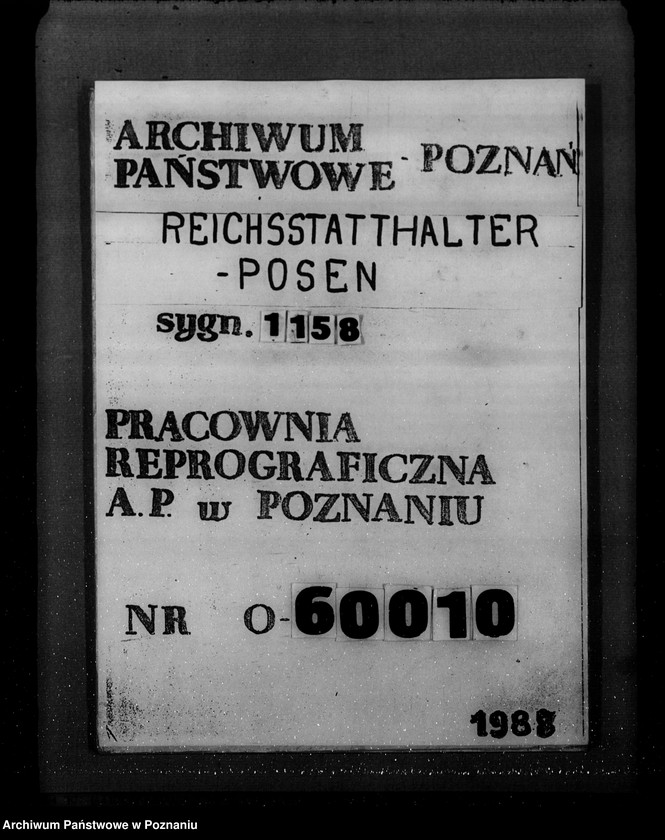 ARCHIWUM
PAŃSTWOWE - POZNAŃ
REICHSSTATTHALTER
-POSEN
sygn. 1158
PRACOWNIA
REPROGRAFICZNA
A.P. w POZNANIU
NR O-60010
1988
Archiwum Państwowe w Poznaniu